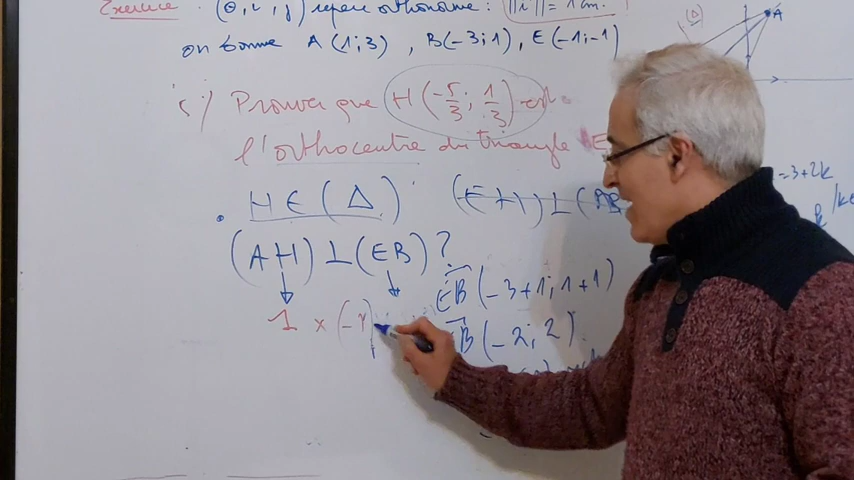 Exercice : (O, i, j) repère orthonormé : ||i|| = 1 cm.
on donne A(1;3) , B(-3;1) , E(-1;-1)
5/ Prouver que H(-5/3 ; 1/3) est
l'orthocentre du triangle
(Δ)
A
• H ∈ (Δ) (EH) ⊥ (AB
= 3+2k
(AH) ⊥ (EB) ?
EB(-3+1 ; 1+1)
1 × (-1)
B(-2 ; 2)